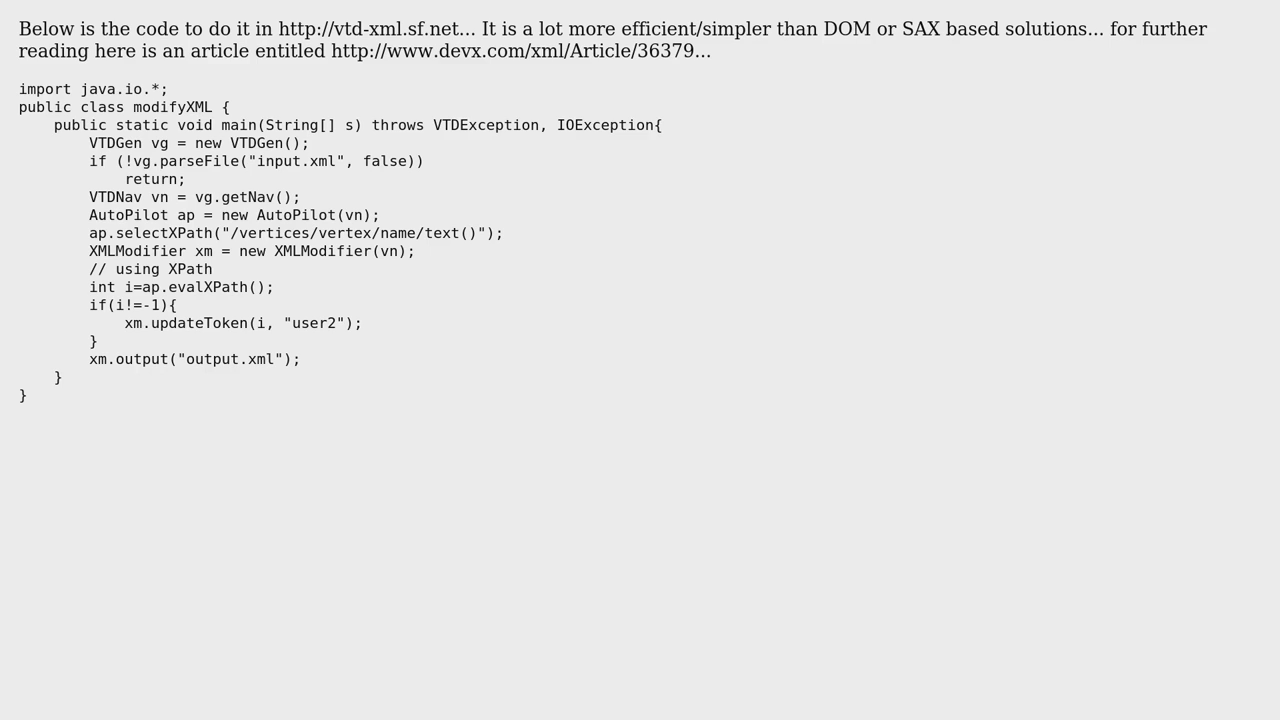 Below is the code to do it in http://vtd-xml.sf.net... It is a lot more efficient/simpler than DOM or SAX based solutions... for further
reading here is an article entitled http://www.devx.com/xml/Article/36379...
import java.io.*;
public class modifyXML {
    public static void main(String[] s) throws VTDException, IOException{
        VTDGen vg = new VTDGen();
        if (!vg.parseFile("input.xml", false))
            return;
        VTDNav vn = vg.getNav();
        AutoPilot ap = new AutoPilot(vn);
        ap.selectXPath("/vertices/vertex/name/text()");
        XMLModifier xm = new XMLModifier(vn);
        // using XPath
        int i=ap.evalXPath();
        if(i!=-1){
            xm.updateToken(i, "user2");
        }
        xm.output("output.xml");
    }
}